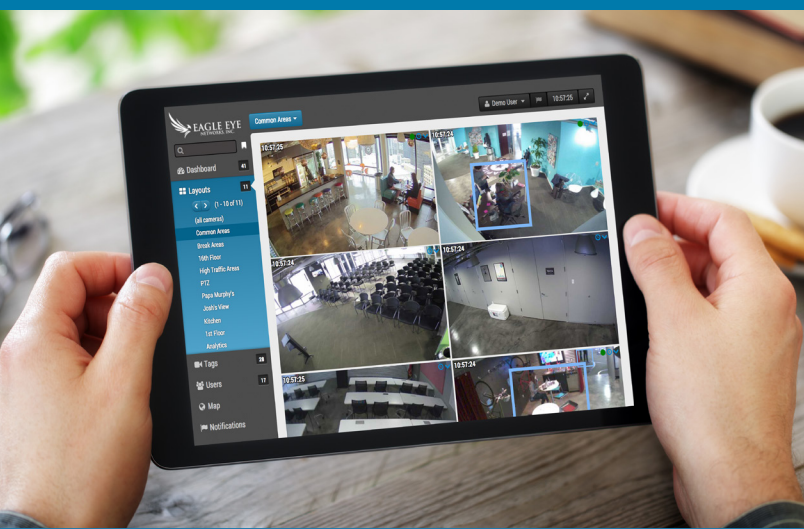 EAGLE EYE
NETWORKS, INC.
Common Areas
Demo User
10:57:25
Dashboard
41
Layouts
11
(1 - 10 of 11)
(all cameras)
Common Areas
Break Areas
16th Floor
High Traffic Areas
PTZ
Papa Murphy's
Josh's View
Kitchen
1st Floor
Analytics
Tags
28
Users
17
Map
Notifications
10:57:25
10:57:24
10:57:24
10:57:24
10:57:25
10:57:24